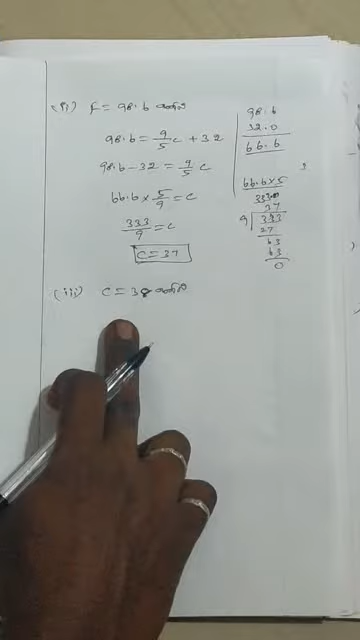 (ii) F = 98.6 எனில்
98.6 = 9/5 C + 32
98.6 - 32 = 9/5 C
66.6 × 5/9 = C
333/9 = C
C = 37
98.6
32.0
66.6
66.6 × 5
333.0
37
9 333
27
63
63
0
(iii) C = 38 எனில்